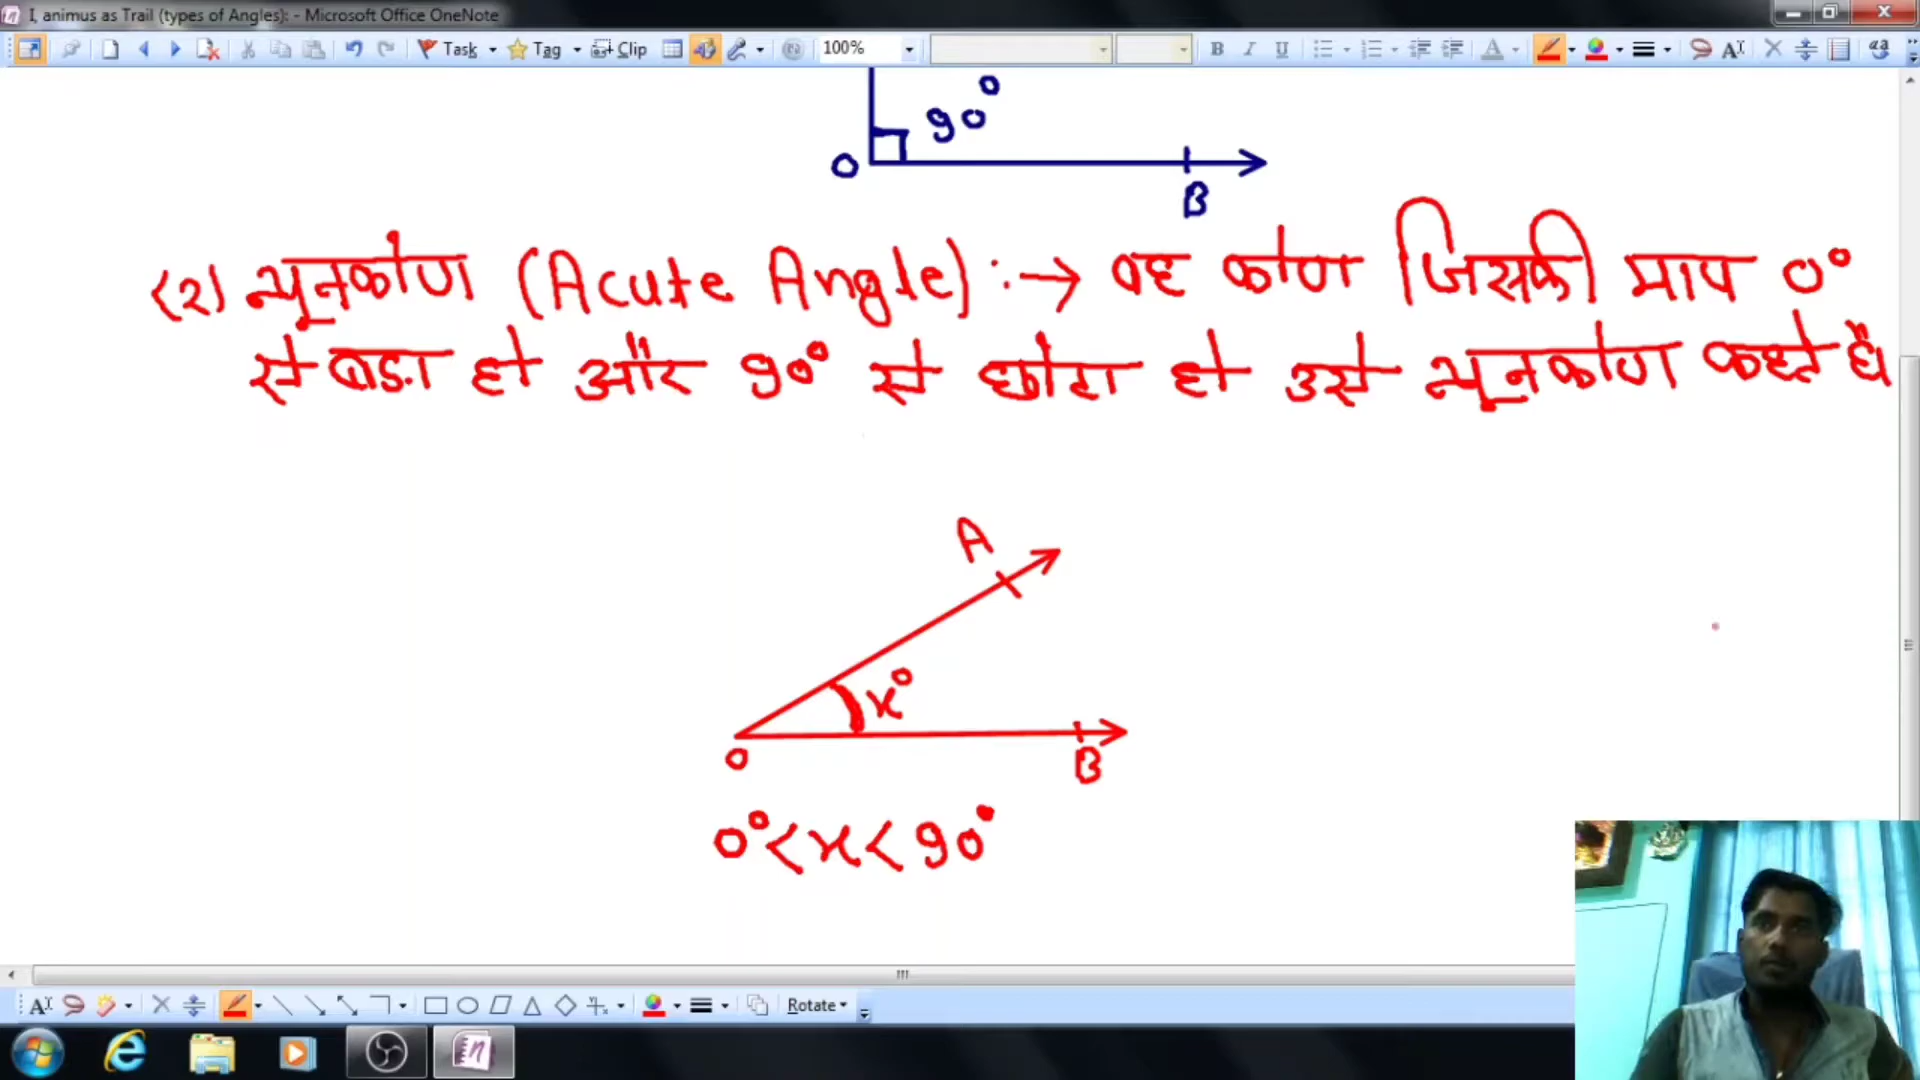 I, animus as Trail (types of Angles): - Microsoft Office OneNote
Task Tag Clip 100% B I U
90°
O
B
(2) न्यूनकोण (Acute Angle) :→ वह कोण जिसकी माप 0°
से बड़ा हो और 90° से छोटा हो उसे न्यूनकोण कहते है।
A
x°
O
B
0° < x < 90°
Rotate